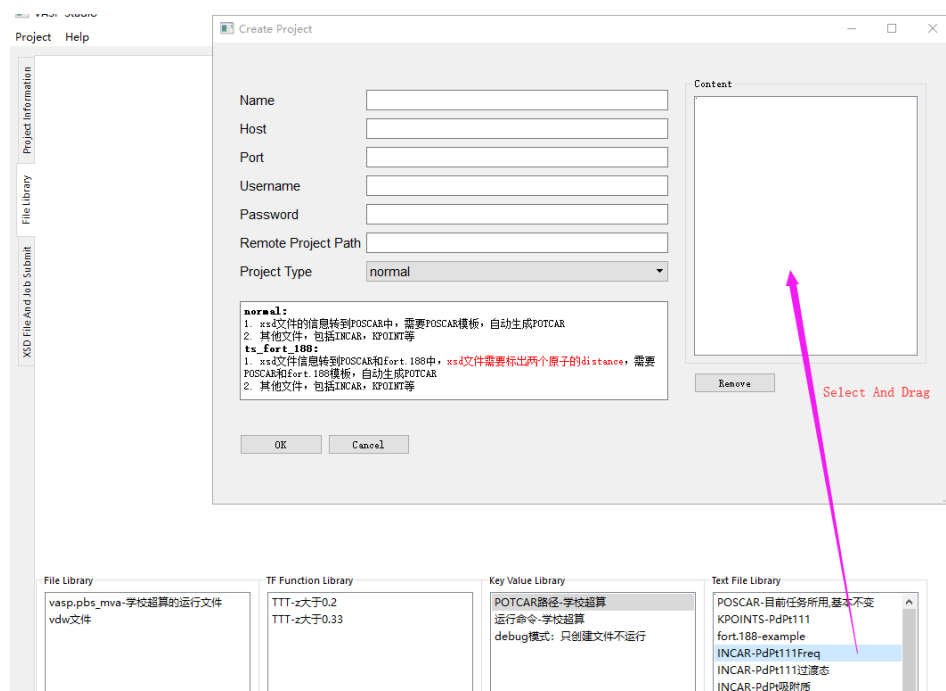 VASP Studio
Project Help
Create Project
Project Information
File Library
XSD File And Job Submit
Name
Host
Port
Username
Password
Remote Project Path
Project Type
normal
Content
normal:
1. xsd文件的信息转到POSCAR中，需要POSCAR模板，自动生成POTCAR
2. 其他文件，包括INCAR，KPOINT等
ts_fort_188:
1. xsd文件信息转到POSCAR和fort.188中，xsd文件需要标出两个原子的distance，需要
POSCAR和fort.188模板，自动生成POTCAR
2. 其他文件，包括INCAR，KPOINT等
Remove
Select And Drag
OK
Cancel
File Library
vasp.pbs_mva-学校超算的运行文件
vdw文件
TF Function Library
TTT-z大于0.2
TTT-z大于0.33
Key Value Library
POTCAR路径-学校超算
运行命令-学校超算
debug模式：只创建文件不运行
Text File Library
POSCAR-目前任务所用,基本不变
KPOINTS-PdPt111
fort.188-example
INCAR-PdPt111Freq
INCAR-PdPt111过渡态
INCAR-PdPt吸附质